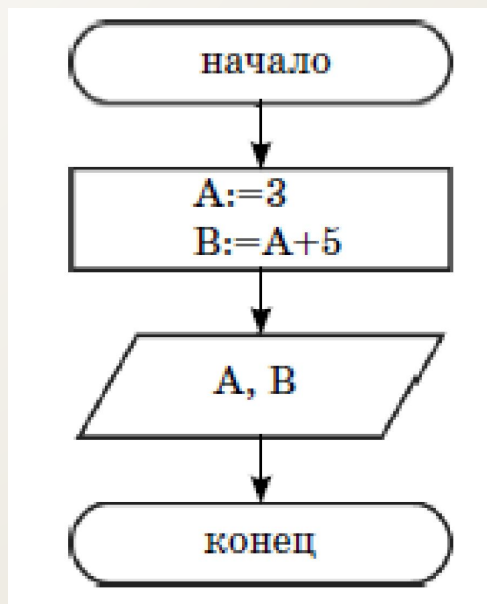 начало
A:=3
B:=A+5
A, B
конец